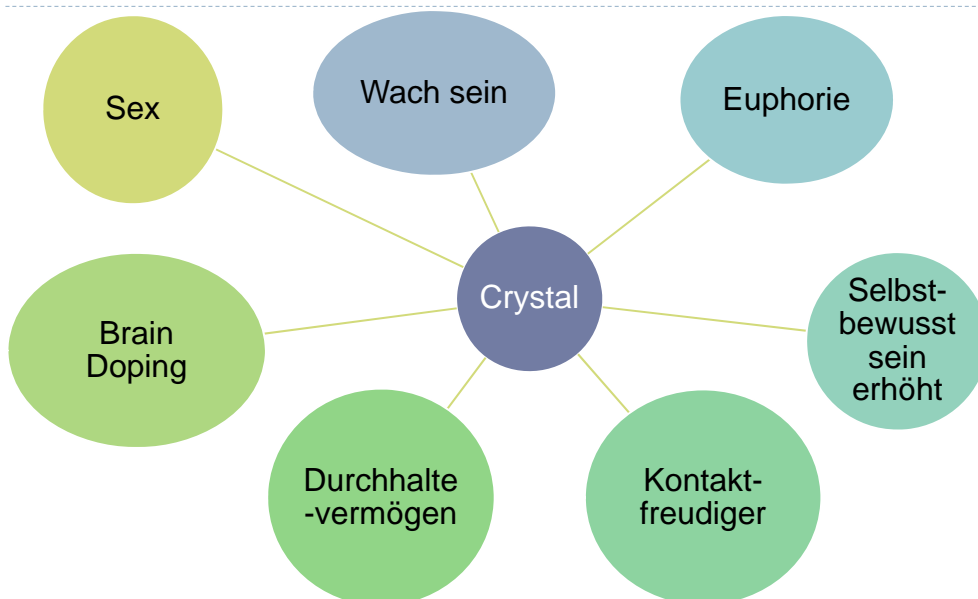 Sex
Wach sein
Euphorie
Crystal
Selbst-
bewusst
sein
erhöht
Brain
Doping
Durchhalte
-vermögen
Kontakt-
freudiger